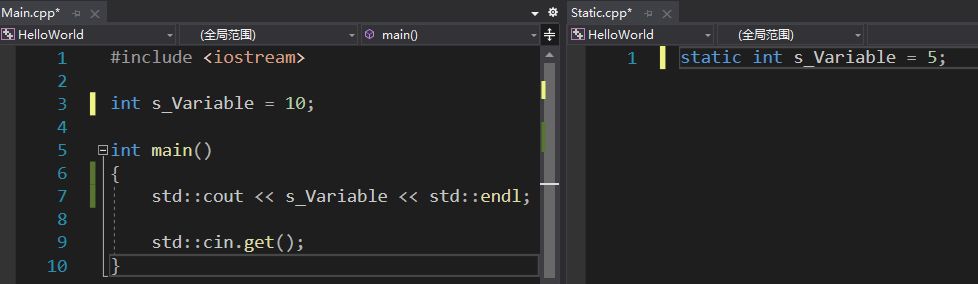 Main.cpp*
HelloWorld (全局范围) main()
1 #include <iostream>
2
3 int s_Variable = 10;
4
5 int main()
6 {
7 std::cout << s_Variable << std::endl;
8
9 std::cin.get();
10 }
Static.cpp*
HelloWorld (全局范围)
1 static int s_Variable = 5;